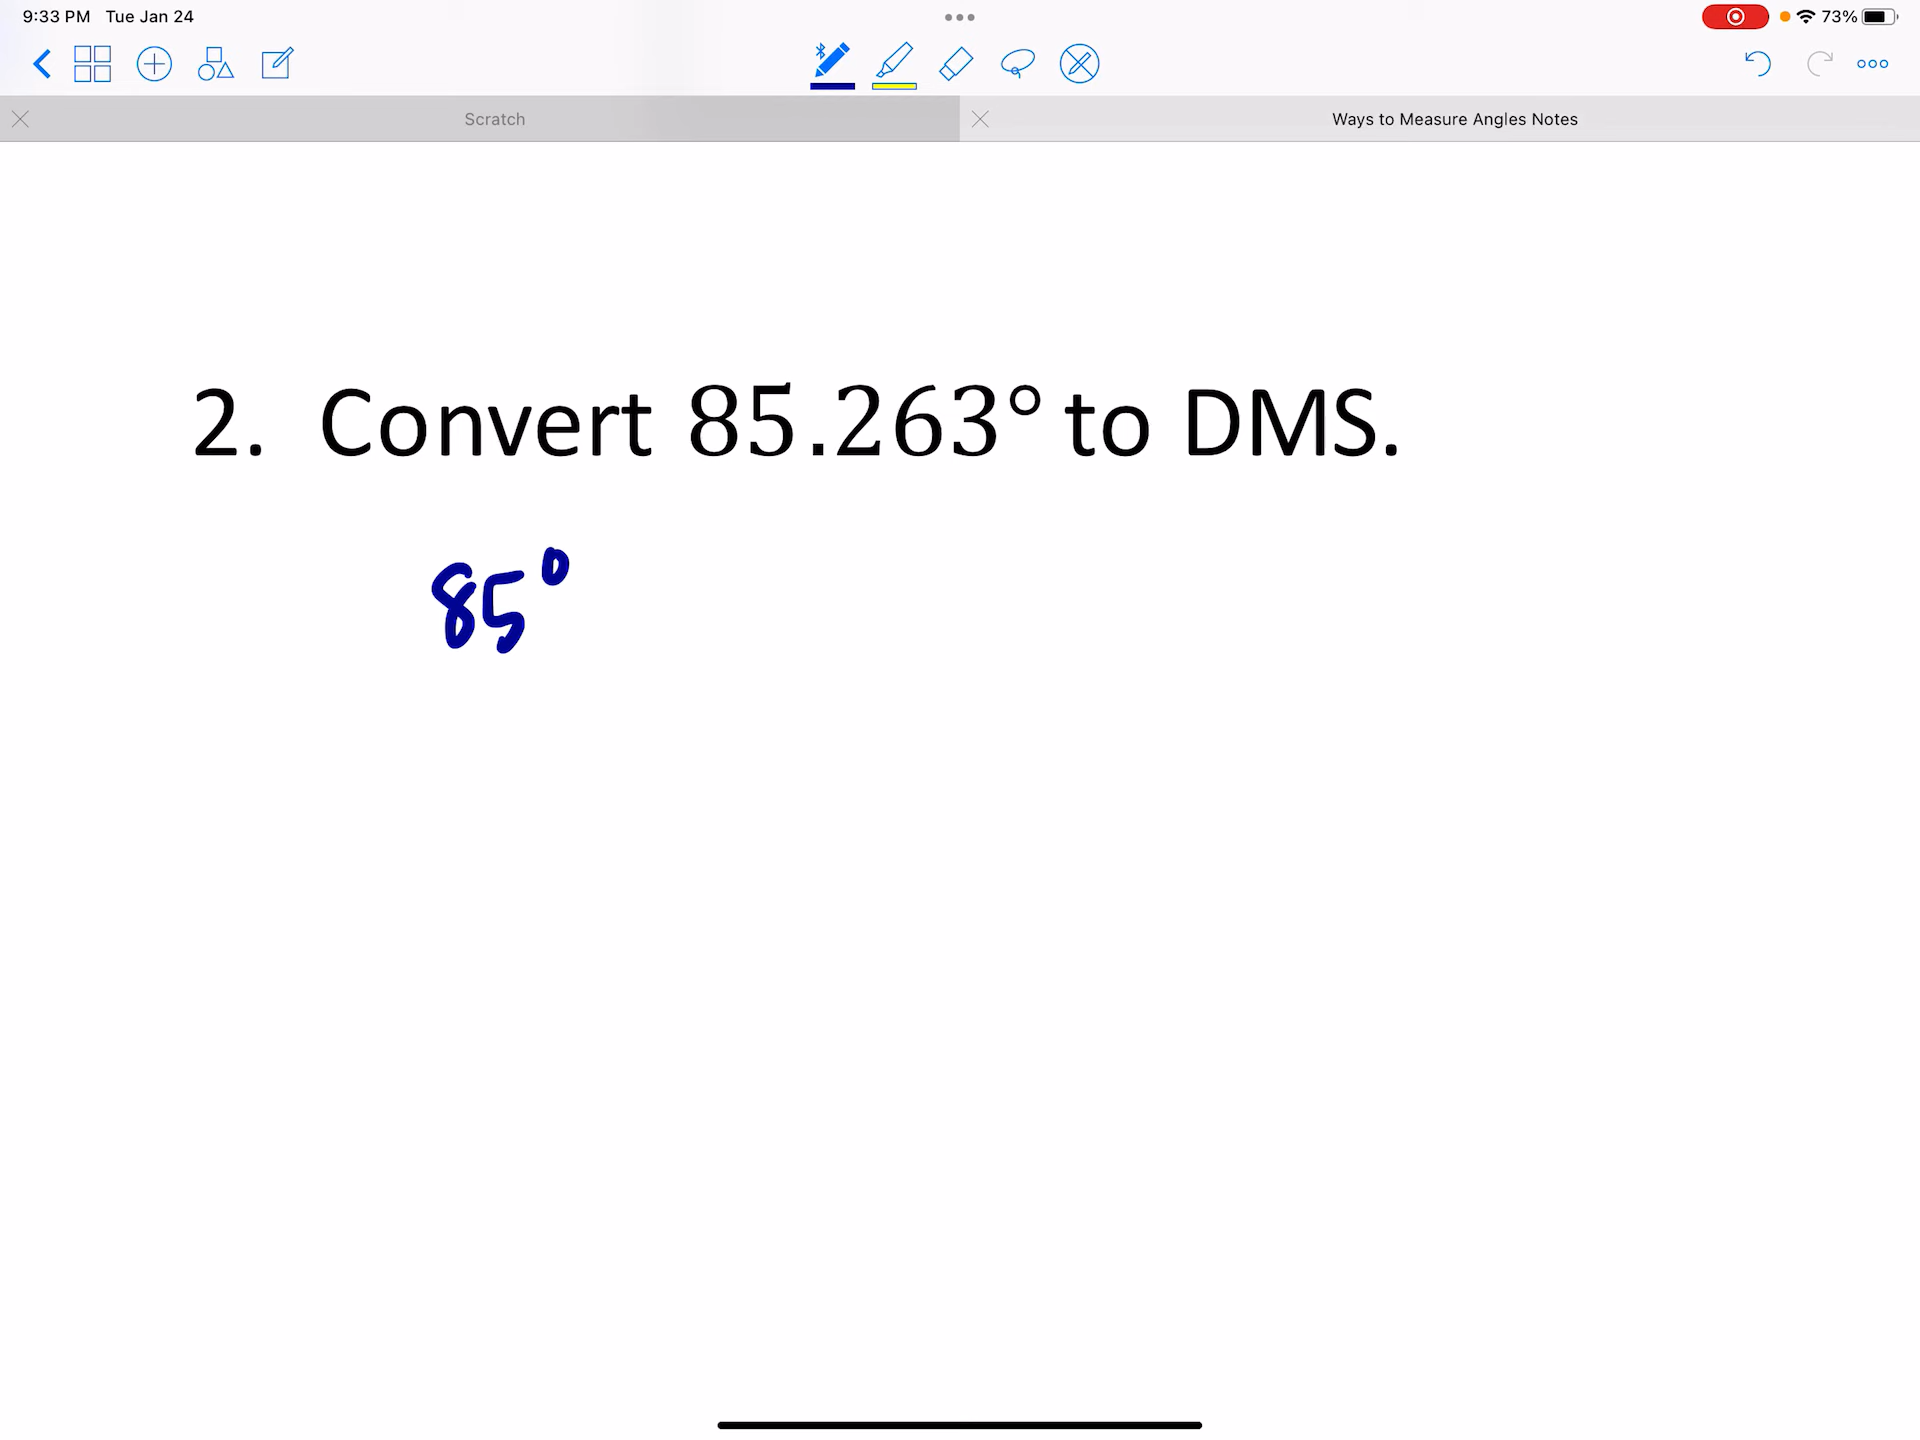 9:33 PM Tue Jan 24
73%
Scratch
Ways to Measure Angles Notes
2. Convert 85.263° to DMS.
85°